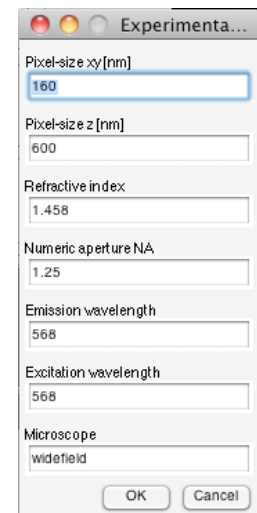 Experimenta...
Pixel-size xy[nm]
160
Pixel-size z[nm]
600
Refractive index
1.458
Numeric aperture NA
1.25
Emission wavelength
568
Excitation wavelength
568
Microscope
widefield
OK Cancel